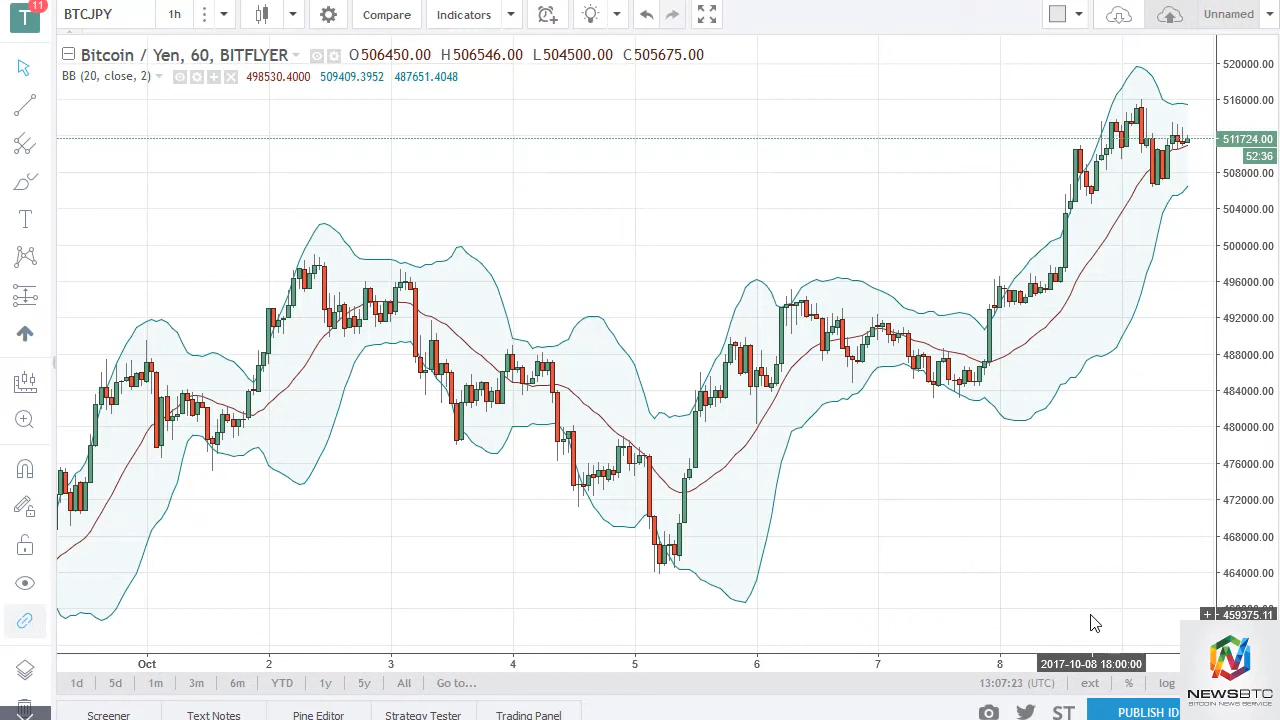 T 11 BTCJPY 1h Compare Indicators Unnamed
Bitcoin / Yen, 60, BITFLYER O506450.00 H506546.00 L504500.00 C505675.00
BB (20, close, 2) 498530.4000 509409.3952 487651.4048
520000.00
516000.00
511724.00
52:36
508000.00
504000.00
500000.00
496000.00
492000.00
488000.00
484000.00
480000.00
476000.00
472000.00
468000.00
464000.00
459375.11
Oct 2 3 4 5 6 7 8 2017-10-08 18:00:00
1d 5d 1m 3m 6m YTD 1y 5y All Go to... 13:07:23 (UTC) ext % log
NEWSBTC
BITCOIN NEWS SERVICE
Screener Text Notes Pine Editor Strategy Tester Trading Panel ST PUBLISH ID